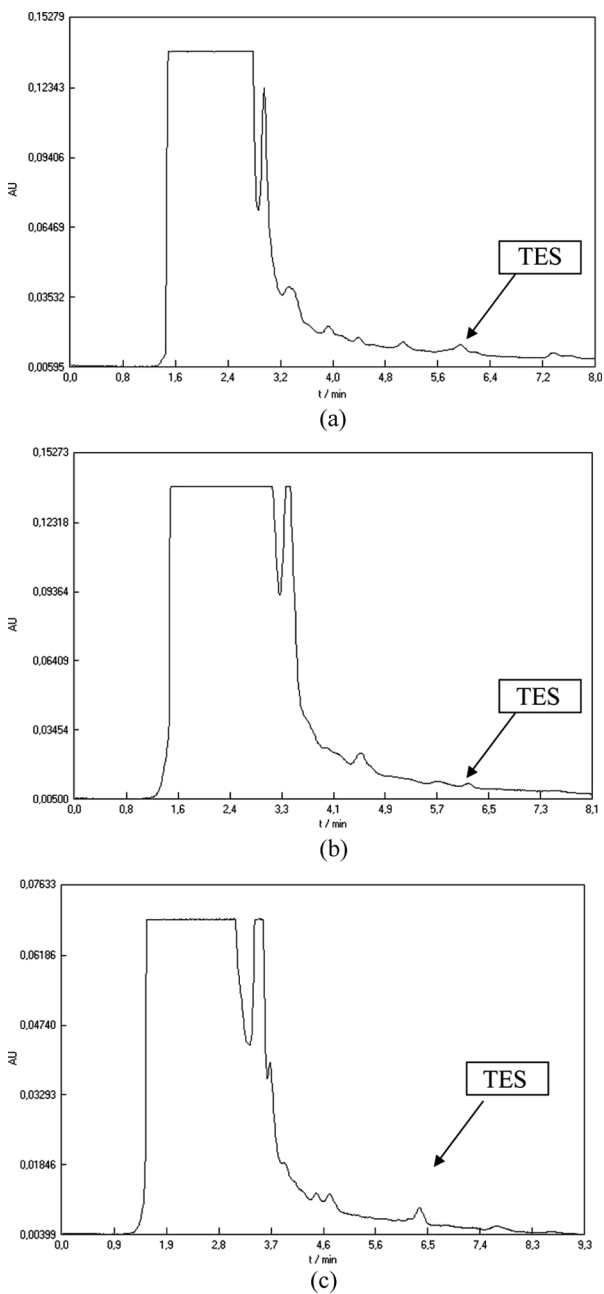 0,15279
0,12343
0,09406
0,06469
0,03532
0,00595
AU
TES
0,0 0,8 1,6 2,4 3,2 4,0 4,8 5,6 6,4 7,2 8,0
t / min
(a)
0,15273
0,12318
0,09364
0,06409
0,03454
0,00500
AU
TES
0,0 0,8 1,6 2,4 3,3 4,1 4,9 5,7 6,5 7,3 8,1
t / min
(b)
0,07633
0,06186
0,04740
0,03293
0,01846
0,00399
AU
TES
0,0 0,9 1,9 2,8 3,7 4,6 5,6 6,5 7,4 8,3 9,3
t / min
(c)